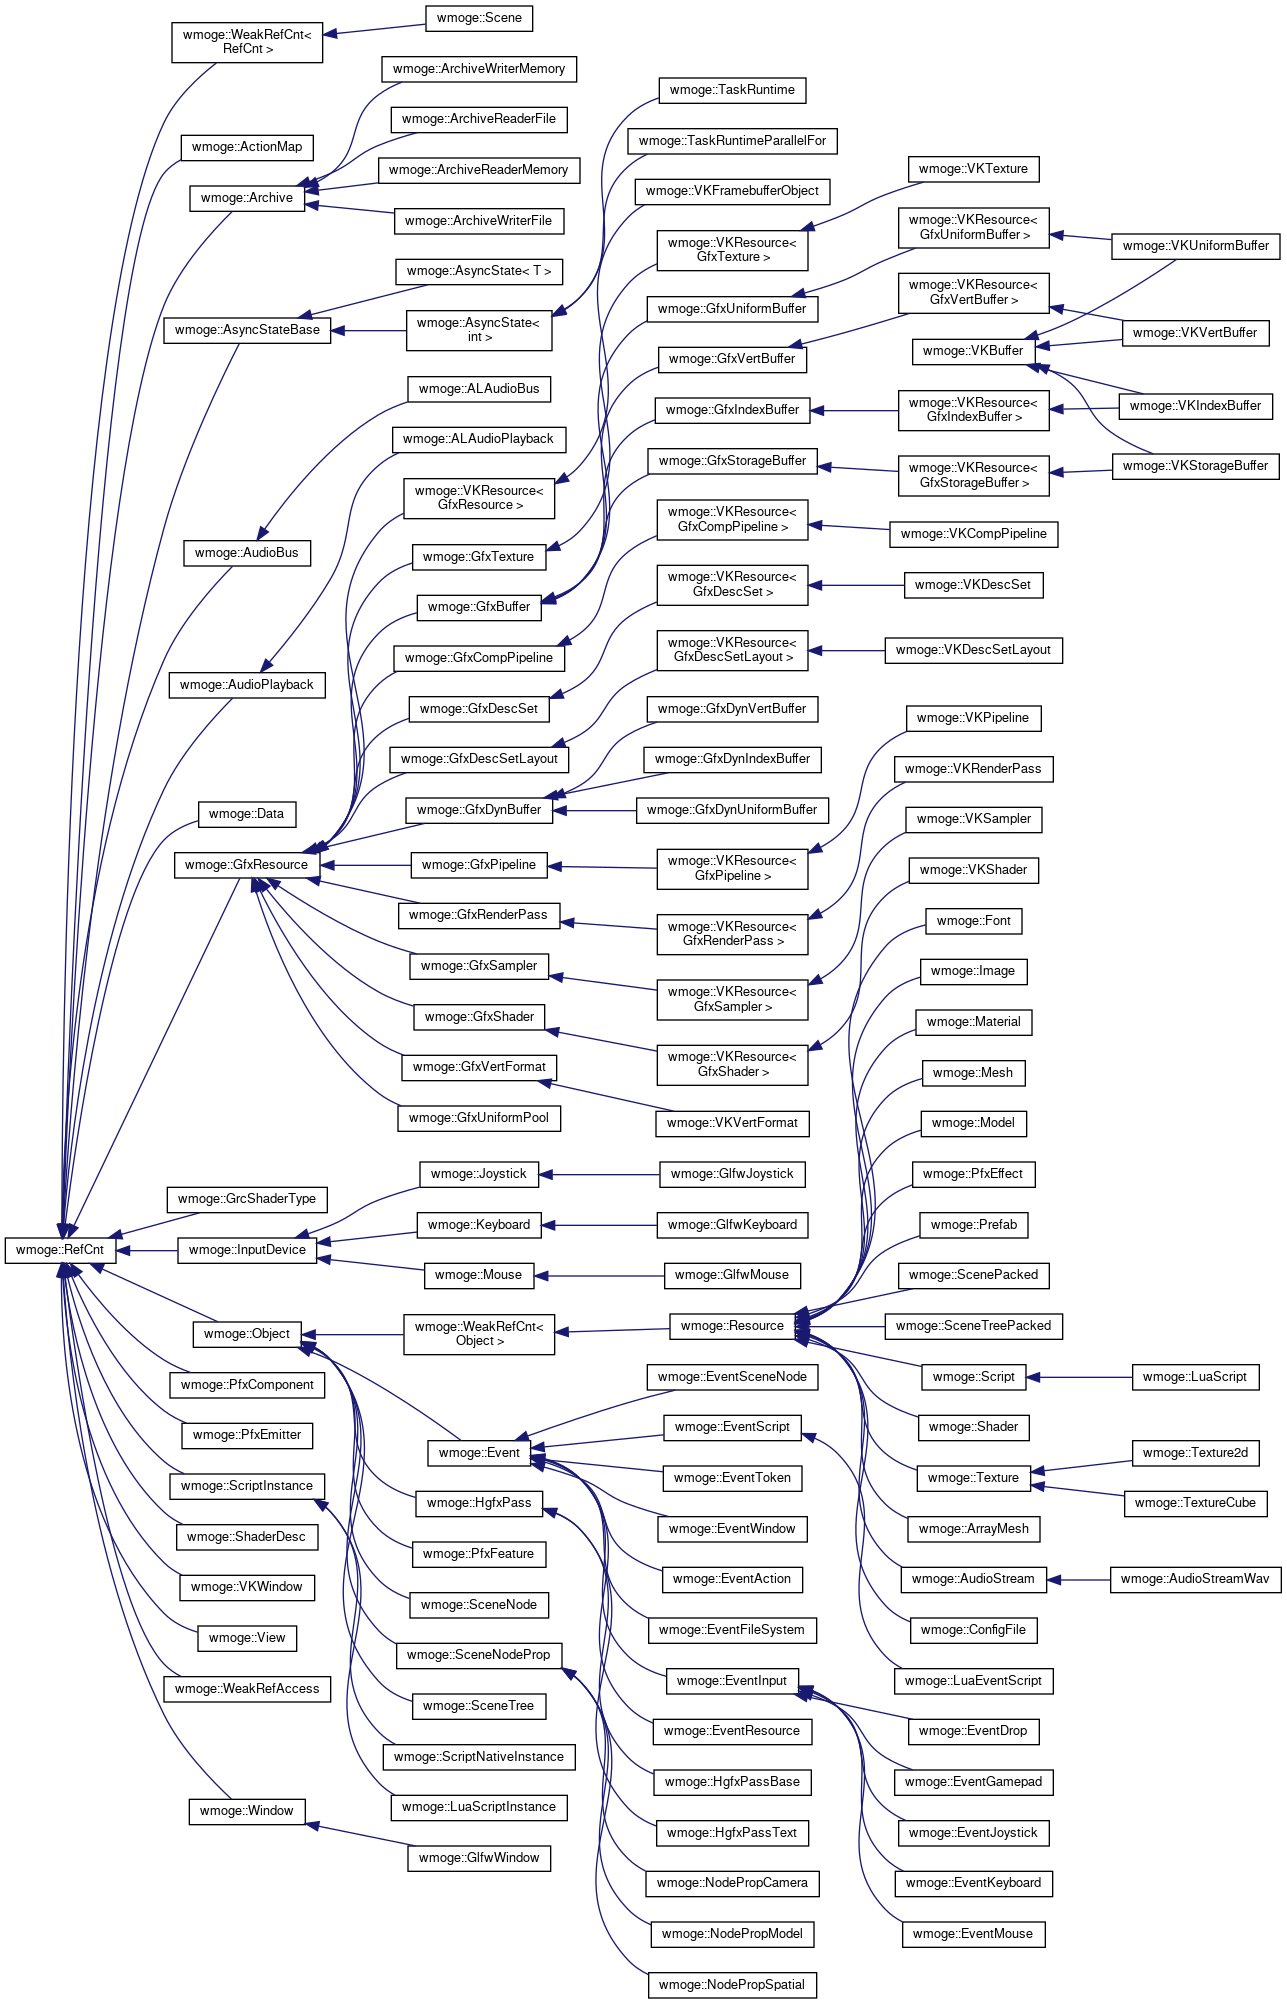 wmoge::RefCnt
wmoge::WeakRefCnt<
RefCnt >
wmoge::ActionMap
wmoge::Archive
wmoge::AsyncStateBase
wmoge::AudioBus
wmoge::AudioPlayback
wmoge::Data
wmoge::GfxResource
wmoge::GrcShaderType
wmoge::InputDevice
wmoge::Object
wmoge::PfxComponent
wmoge::PfxEmitter
wmoge::ScriptInstance
wmoge::ShaderDesc
wmoge::VKWindow
wmoge::View
wmoge::WeakRefAccess
wmoge::Window
wmoge::Scene
wmoge::ArchiveWriterMemory
wmoge::ArchiveReaderFile
wmoge::ArchiveReaderMemory
wmoge::ArchiveWriterFile
wmoge::AsyncState< T >
wmoge::AsyncState<
int >
wmoge::ALAudioBus
wmoge::ALAudioPlayback
wmoge::VKResource<
GfxResource >
wmoge::GfxTexture
wmoge::GfxBuffer
wmoge::GfxCompPipeline
wmoge::GfxDescSet
wmoge::GfxDescSetLayout
wmoge::GfxDynBuffer
wmoge::GfxPipeline
wmoge::GfxRenderPass
wmoge::GfxSampler
wmoge::GfxShader
wmoge::GfxVertFormat
wmoge::GfxUniformPool
wmoge::Joystick
wmoge::Keyboard
wmoge::Mouse
wmoge::WeakRefCnt<
Object >
wmoge::Event
wmoge::HgfxPass
wmoge::PfxFeature
wmoge::SceneNode
wmoge::SceneNodeProp
wmoge::SceneTree
wmoge::ScriptNativeInstance
wmoge::LuaScriptInstance
wmoge::GlfwWindow
wmoge::TaskRuntime
wmoge::TaskRuntimeParallelFor
wmoge::VKFramebufferObject
wmoge::VKResource<
GfxTexture >
wmoge::GfxUniformBuffer
wmoge::GfxVertBuffer
wmoge::GfxIndexBuffer
wmoge::GfxStorageBuffer
wmoge::VKResource<
GfxCompPipeline >
wmoge::VKResource<
GfxDescSet >
wmoge::VKResource<
GfxDescSetLayout >
wmoge::GfxDynVertBuffer
wmoge::GfxDynIndexBuffer
wmoge::GfxDynUniformBuffer
wmoge::VKResource<
GfxPipeline >
wmoge::VKResource<
GfxRenderPass >
wmoge::VKResource<
GfxSampler >
wmoge::VKResource<
GfxShader >
wmoge::VKVertFormat
wmoge::GlfwJoystick
wmoge::GlfwKeyboard
wmoge::GlfwMouse
wmoge::Resource
wmoge::EventSceneNode
wmoge::EventScript
wmoge::EventToken
wmoge::EventWindow
wmoge::EventAction
wmoge::EventFileSystem
wmoge::EventInput
wmoge::EventResource
wmoge::HgfxPassBase
wmoge::HgfxPassText
wmoge::NodePropCamera
wmoge::NodePropModel
wmoge::NodePropSpatial
wmoge::VKTexture
wmoge::VKResource<
GfxUniformBuffer >
wmoge::VKResource<
GfxVertBuffer >
wmoge::VKBuffer
wmoge::VKResource<
GfxIndexBuffer >
wmoge::VKResource<
GfxStorageBuffer >
wmoge::VKCompPipeline
wmoge::VKDescSet
wmoge::VKDescSetLayout
wmoge::VKPipeline
wmoge::VKRenderPass
wmoge::VKSampler
wmoge::VKShader
wmoge::Font
wmoge::Image
wmoge::Material
wmoge::Mesh
wmoge::Model
wmoge::PfxEffect
wmoge::Prefab
wmoge::ScenePacked
wmoge::SceneTreePacked
wmoge::Script
wmoge::Shader
wmoge::Texture
wmoge::ArrayMesh
wmoge::AudioStream
wmoge::ConfigFile
wmoge::LuaEventScript
wmoge::EventDrop
wmoge::EventGamepad
wmoge::EventJoystick
wmoge::EventKeyboard
wmoge::EventMouse
wmoge::VKUniformBuffer
wmoge::VKVertBuffer
wmoge::VKIndexBuffer
wmoge::VKStorageBuffer
wmoge::LuaScript
wmoge::Texture2d
wmoge::TextureCube
wmoge::AudioStreamWav